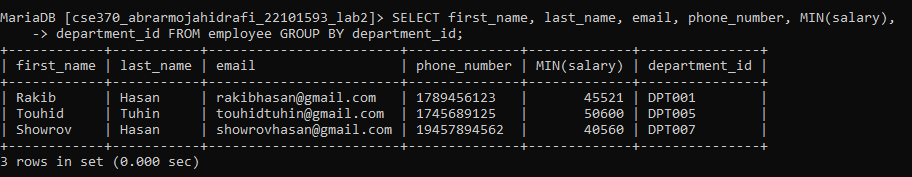 MariaDB [cse370_abrarmojahidrafi_22101593_lab2]> SELECT first_name, last_name, email, phone_number, MIN(salary),
    -> department_id FROM employee GROUP BY department_id;
+------------+-----------+-----------------------+--------------+-------------+---------------+
| first_name | last_name | email                 | phone_number | MIN(salary) | department_id |
+------------+-----------+-----------------------+--------------+-------------+---------------+
| Rakib      | Hasan     | rakibhasan@gmail.com  | 1789456123   |       45521 | DPT001        |
| Touhid     | Tuhin     | touhidtuhin@gmail.com | 1745689125   |       50600 | DPT005        |
| Showrov    | Hasan     | showrovhasan@gmail.com | 19457894562  |       40560 | DPT007        |
+------------+-----------+-----------------------+--------------+-------------+---------------+
3 rows in set (0.000 sec)